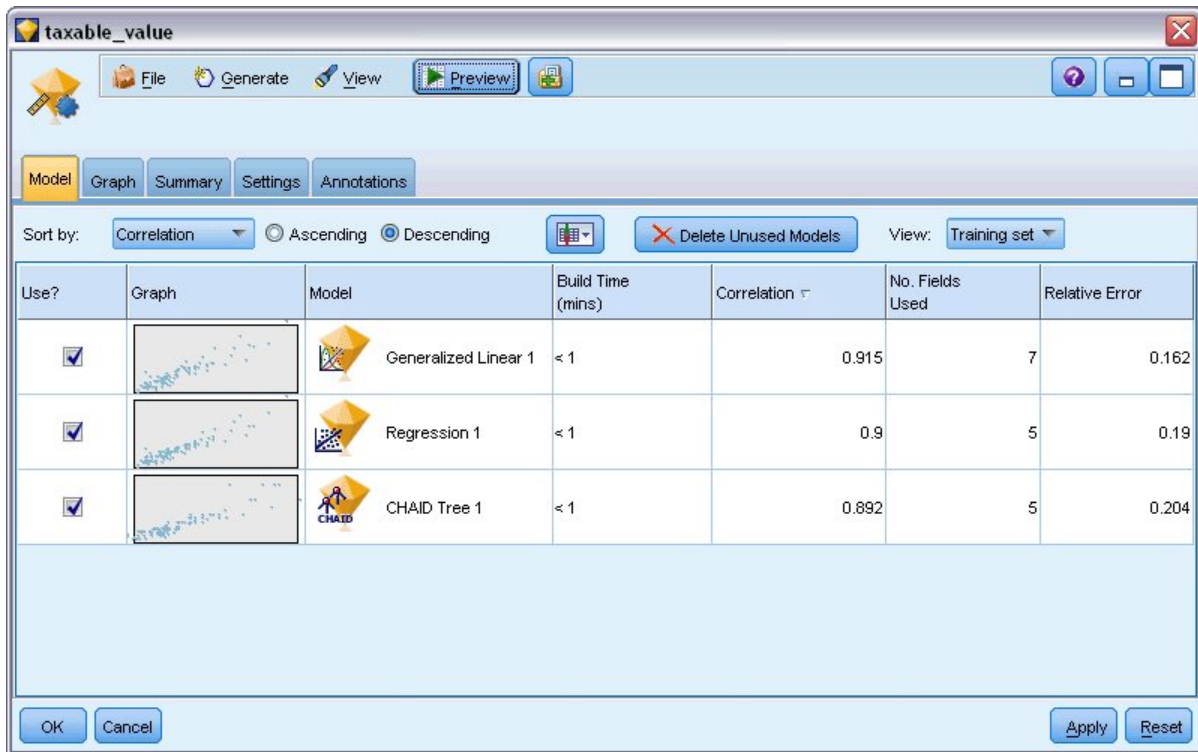 taxable_value
File Generate View Preview
Model Graph Summary Settings Annotations
Sort by: Correlation Ascending Descending Delete Unused Models View: Training set
Use? Graph Model Build Time (mins) Correlation No. Fields Used Relative Error
Generalized Linear 1 < 1 0.915 7 0.162
Regression 1 < 1 0.9 5 0.19
CHAID CHAID Tree 1 < 1 0.892 5 0.204
OK Cancel Apply Reset